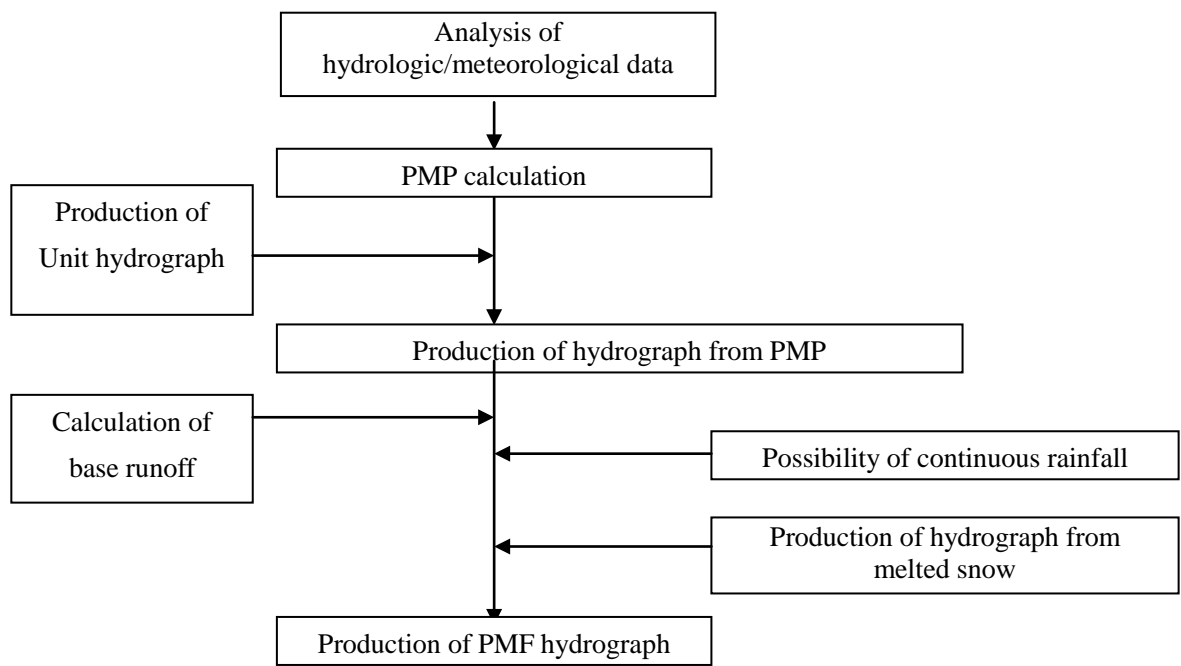 Analysis of
hydrologic/meteorological data
PMP calculation
Production of
Unit hydrograph
Production of hydrograph from PMP
Calculation of
base runoff
Possibility of continuous rainfall
Production of hydrograph from
melted snow
Production of PMF hydrograph